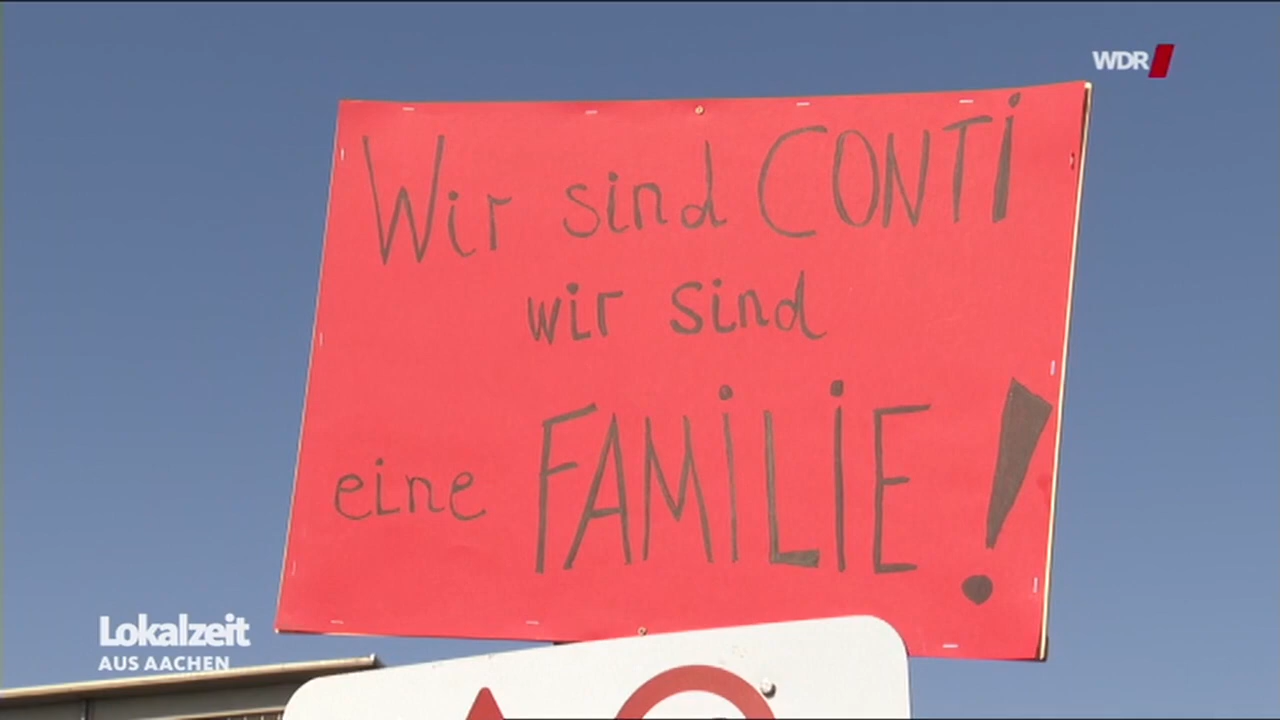 WDR
Wir sind CONTI
wir sind
eine FAMILIE!
Lokalzeit
AUS AACHEN